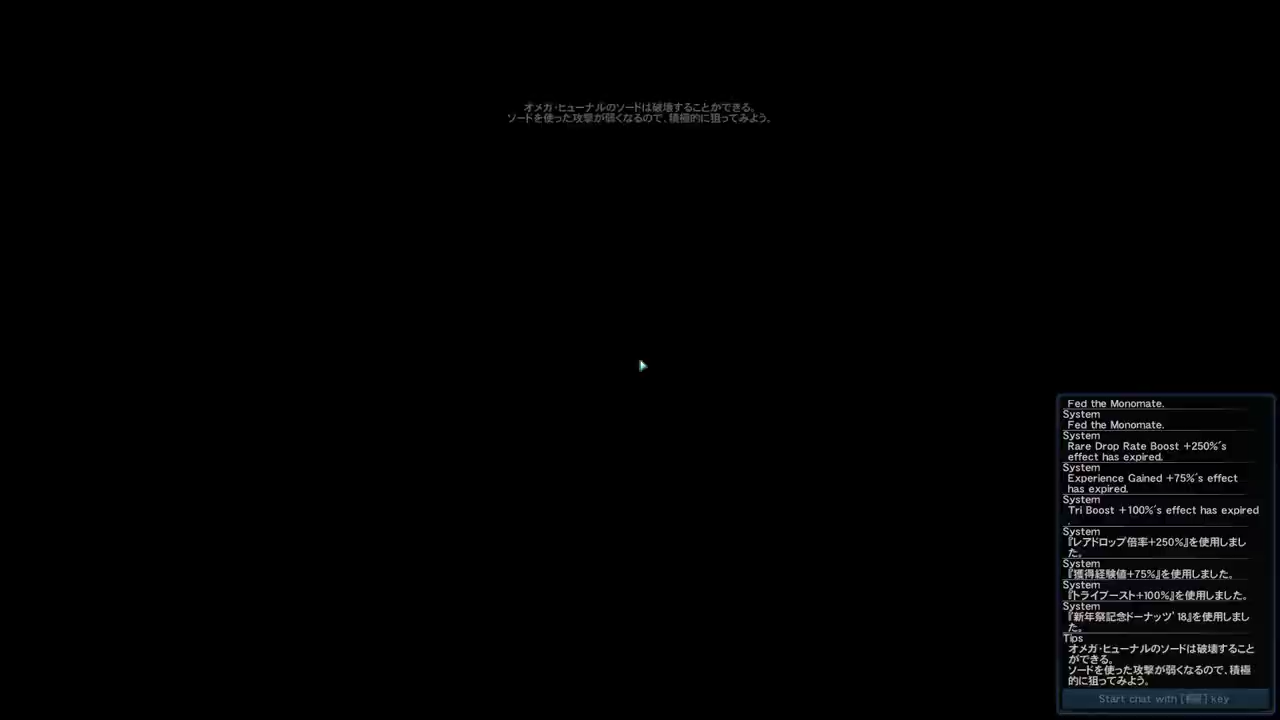 オメガ・ヒューナルのソードは破壊することができる。
ソードを使った攻撃が弱くなるので、積極的に狙ってみよう。
Fed the Monomate.
System
Fed the Monomate.
System
Rare Drop Rate Boost +250%'s
effect has expired.
System
Experience Gained +75%'s effect
has expired.
System
Tri Boost +100%'s effect has expired
.
System
『レアドロップ倍率+250%』を使用しまし
た。
System
『獲得経験値+75%』を使用しました。
System
『トライブースト+100%』を使用しました。
System
『新年祭記念ドーナッツ'18』を使用しまし
た。
Tips
オメガ・ヒューナルのソードは破壊すること
ができる。
ソードを使った攻撃が弱くなるので、積極
的に狙ってみよう。
Start chat with [ ] key